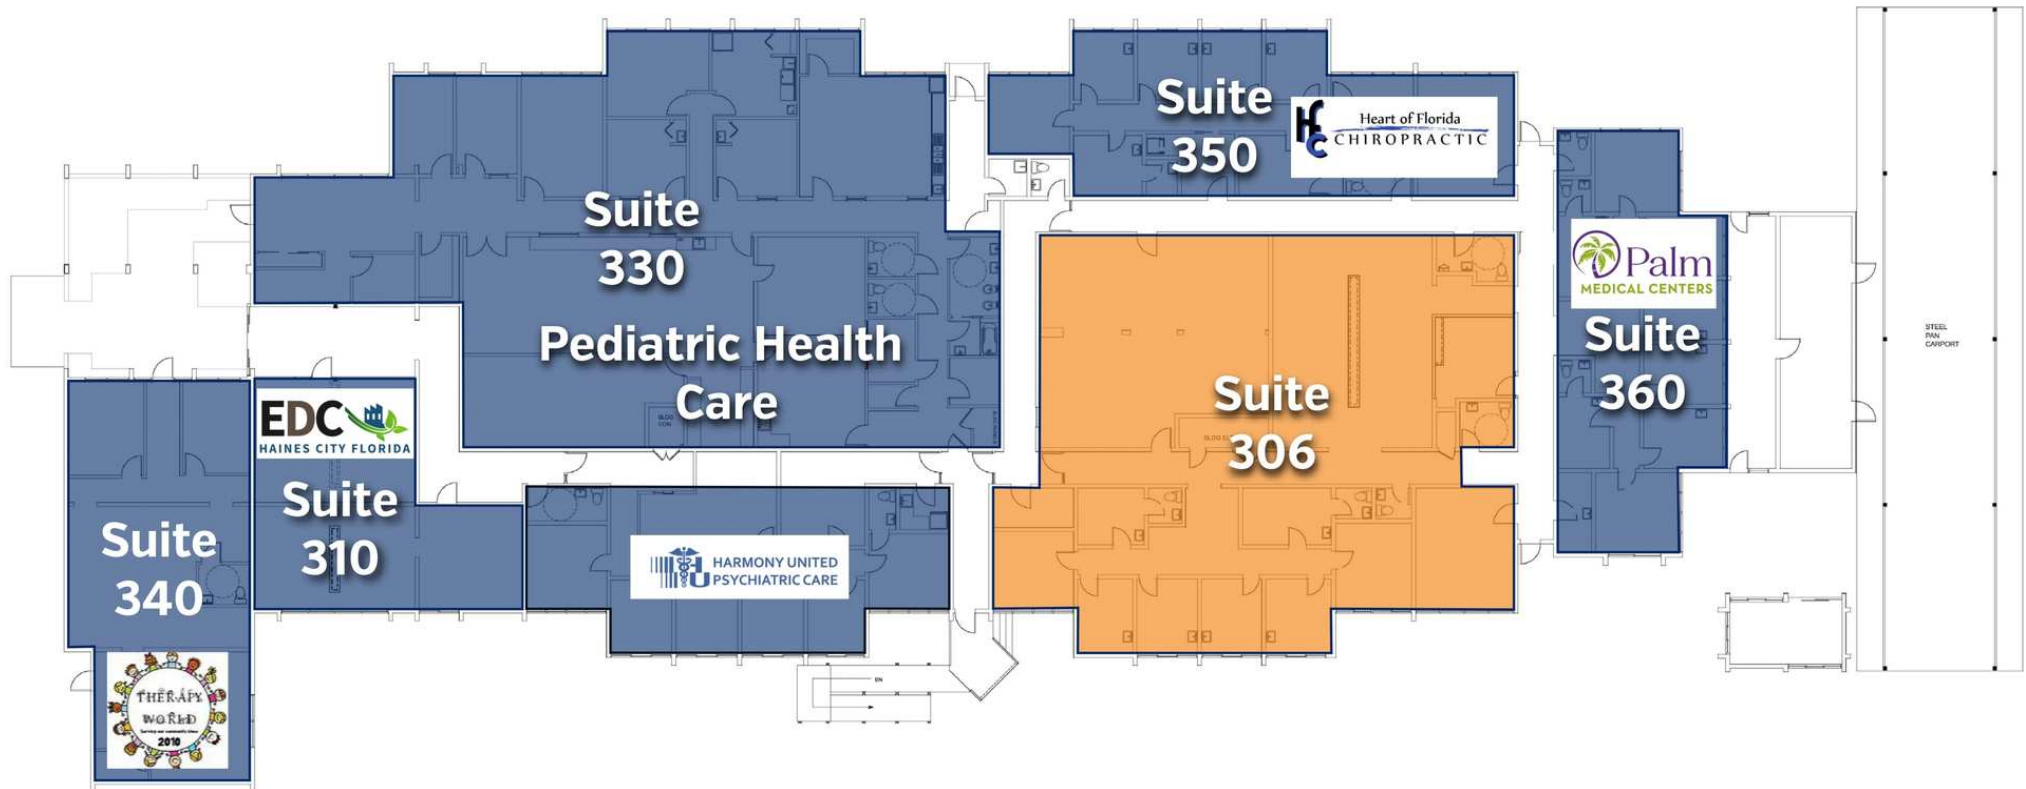 Suite
330
Pediatric Health
Care
Suite
350
HFC
Heart of Florida
CHIROPRACTIC
Palm
MEDICAL CENTERS
Suite
360
STEEL
PAN
CARPORT
Suite
306
EDC
HAINES CITY FLORIDA
Suite
310
Suite
340
HARMONY UNITED
PSYCHIATRIC CARE
THERAPY
WORLD
2010